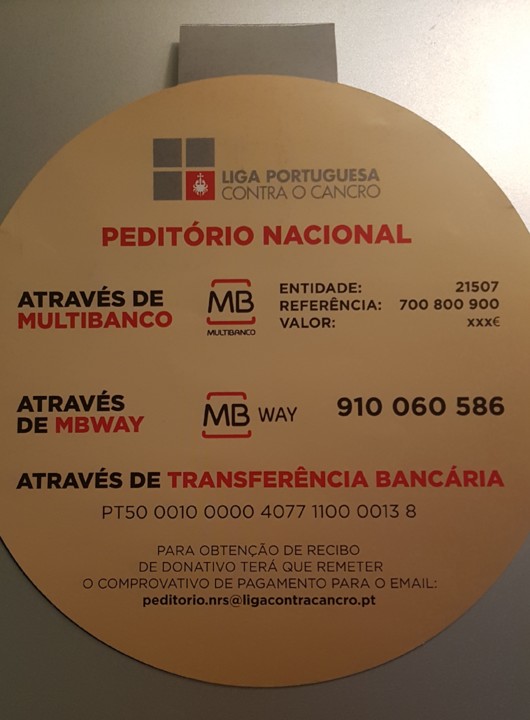 LIGA PORTUGUESA
CONTRA O CANCRO
PEDITÓRIO NACIONAL
ATRAVÉS DE
MULTIBANCO
MB
MULTIBANCO
ENTIDADE: 21507
REFERÊNCIA: 700 800 900
VALOR: xxx€
ATRAVÉS
DE MBWAY
MB WAY
910 060 586
ATRAVÉS DE TRANSFERÊNCIA BANCÁRIA
PT50 0010 0000 4077 1100 0013 8
PARA OBTENÇÃO DE RECIBO
DE DONATIVO TERÁ QUE REMETER
O COMPROVATIVO DE PAGAMENTO PARA O EMAIL:
peditorio.nrs@ligacontracancro.pt